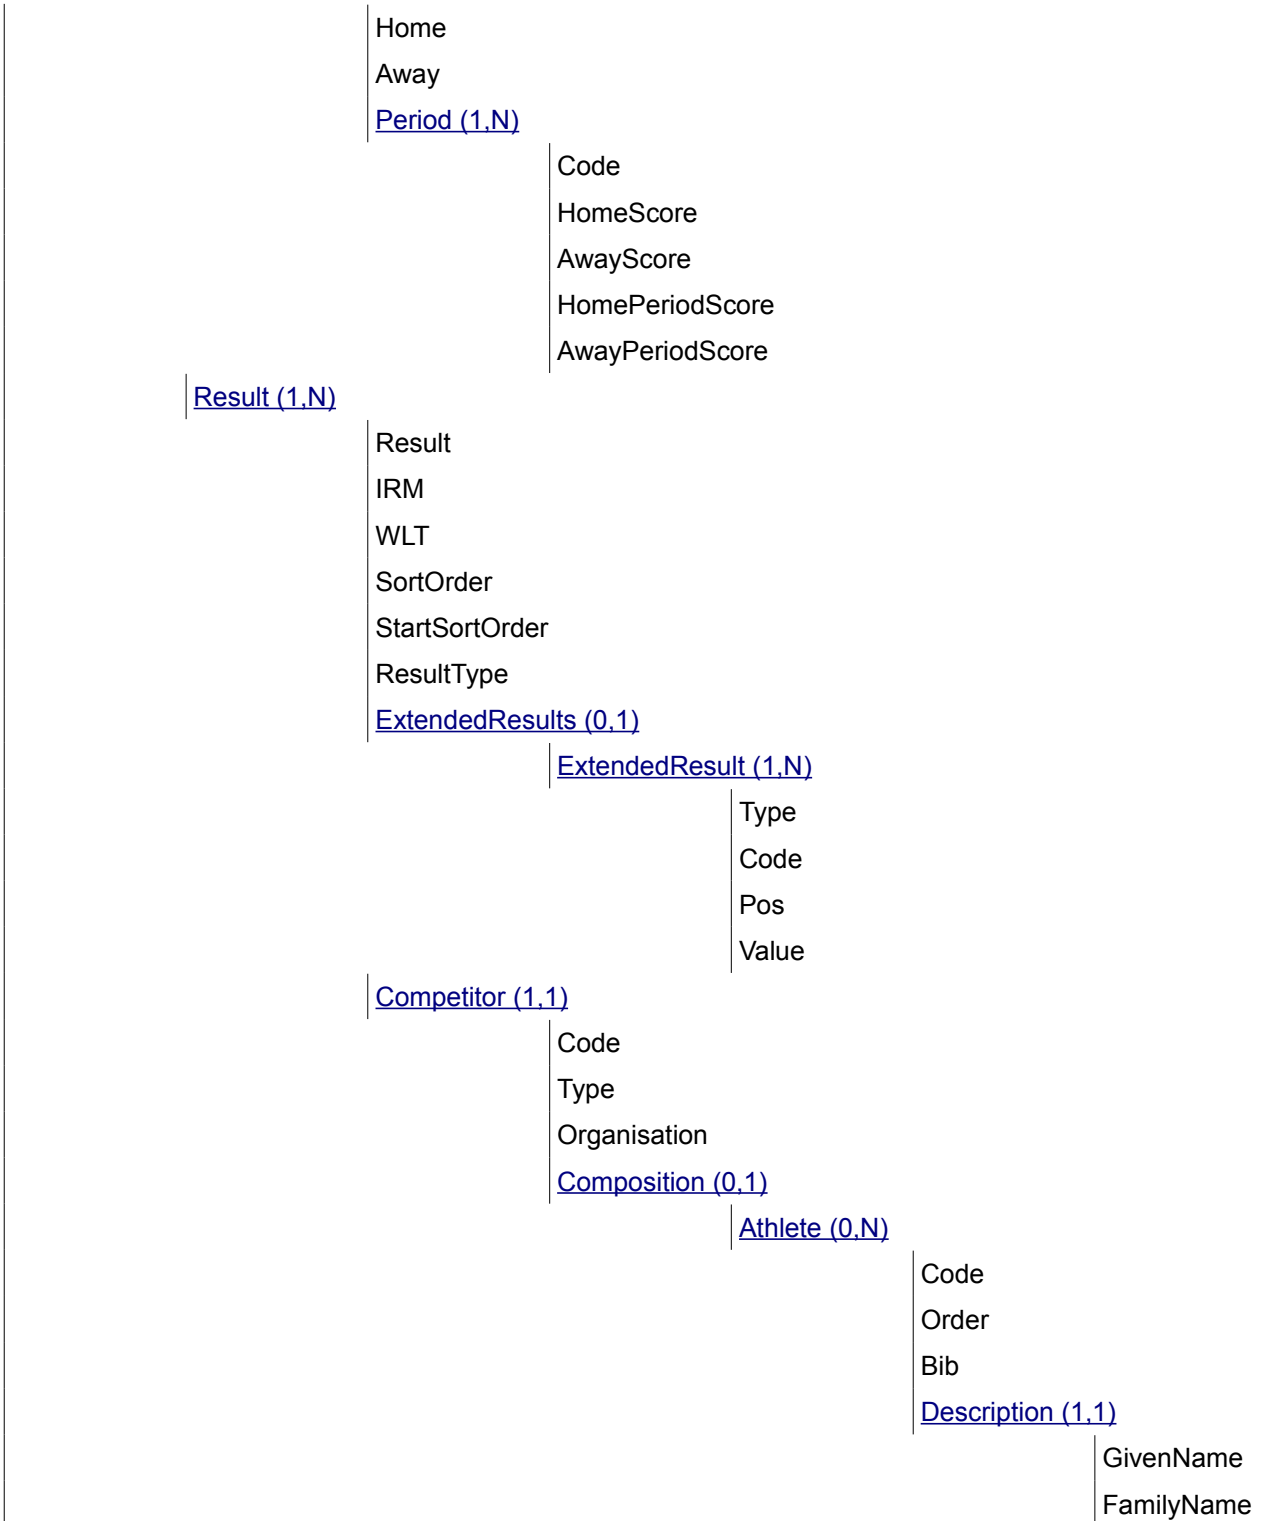 Home
Away
Period (1,N)
Code
HomeScore
AwayScore
HomePeriodScore
AwayPeriodScore
Result (1,N)
Result
IRM
WLT
SortOrder
StartSortOrder
ResultType
ExtendedResults (0,1)
ExtendedResult (1,N)
Type
Code
Pos
Value
Competitor (1,1)
Code
Type
Organisation
Composition (0,1)
Athlete (0,N)
Code
Order
Bib
Description (1,1)
GivenName
FamilyName